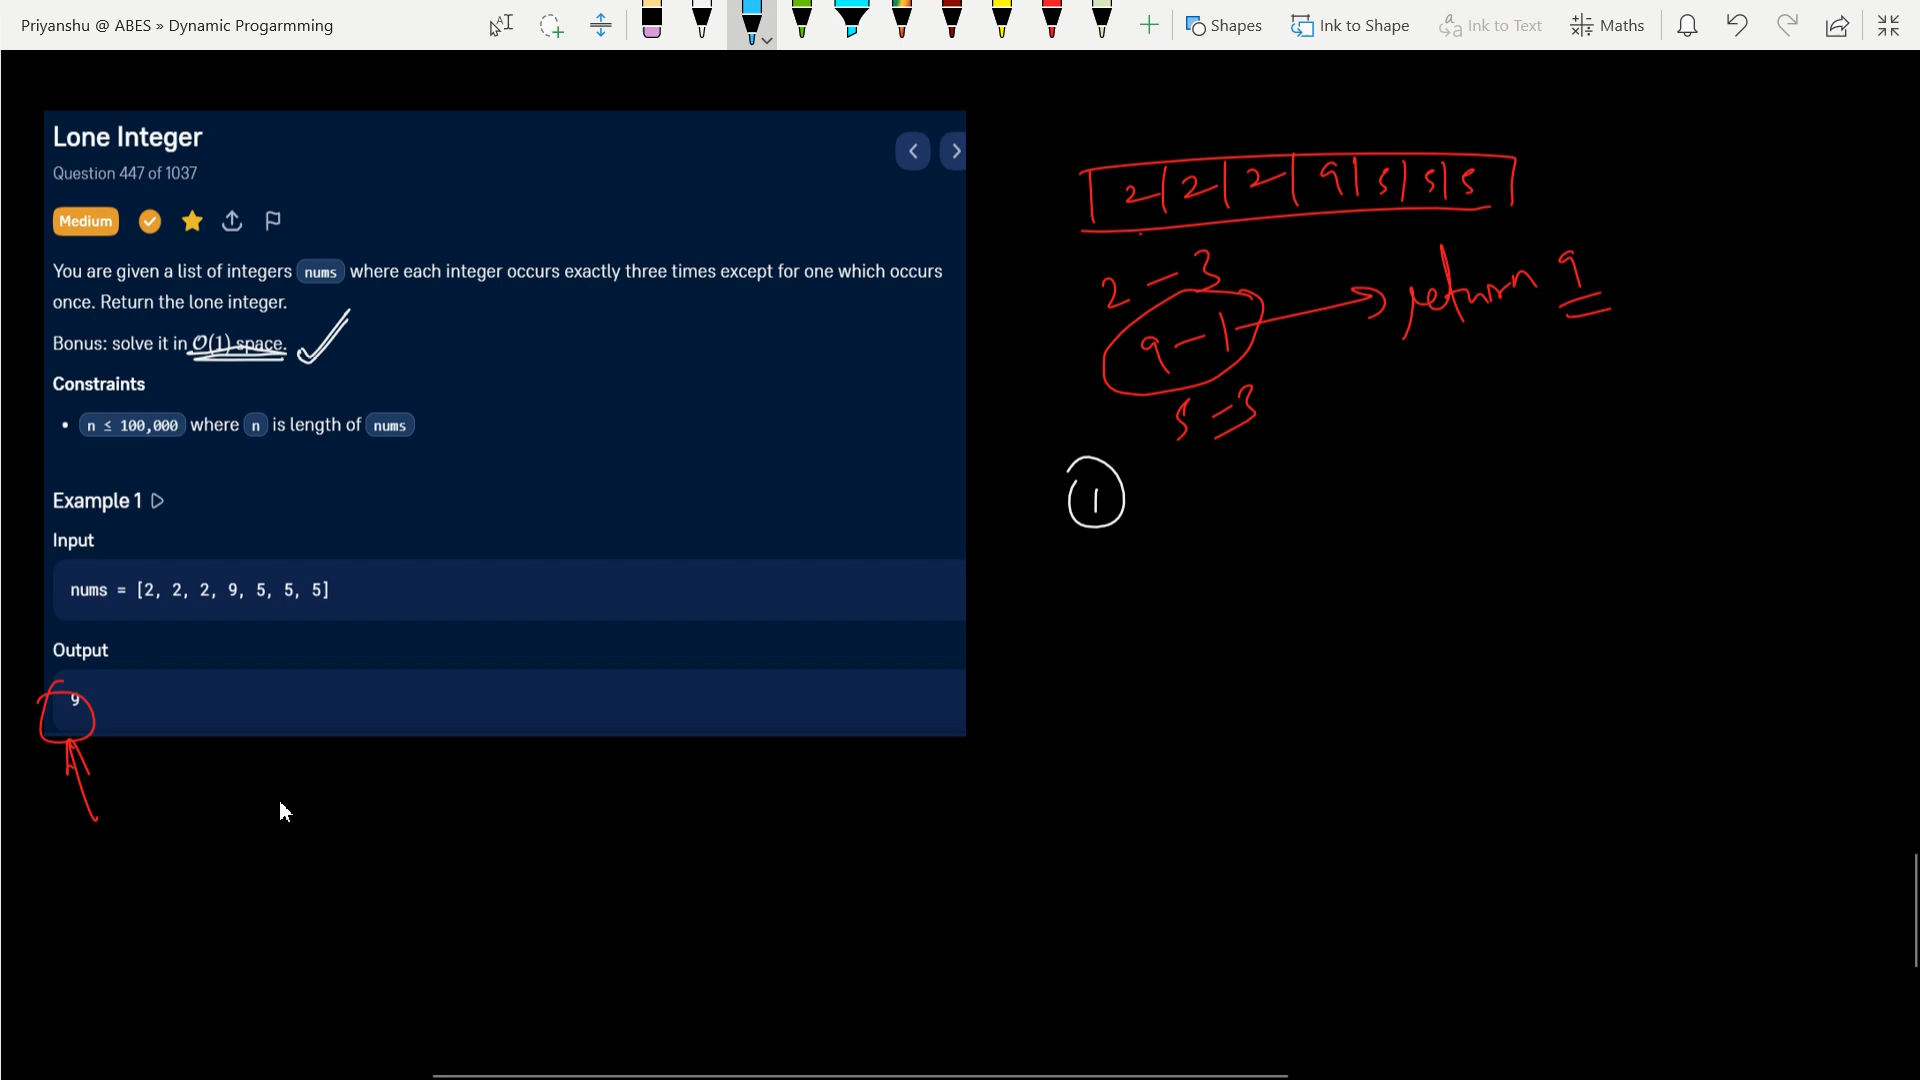 Priyanshu @ ABES » Dynamic Progarmming
Shapes
Ink to Shape
Ink to Text
Maths
Lone Integer
Question 447 of 1037
Medium
You are given a list of integers nums where each integer occurs exactly three times except for one which occurs
once. Return the lone integer.
Bonus: solve it in O(1) space.
Constraints
• n ≤ 100,000 where n is length of nums
Example 1
Input
nums = [2, 2, 2, 9, 5, 5, 5]
Output
9
2 | 2 | 2 | 9 | 5 | 5 | 5
2 - 3
9 - 1 → return 9
5 - 3
1